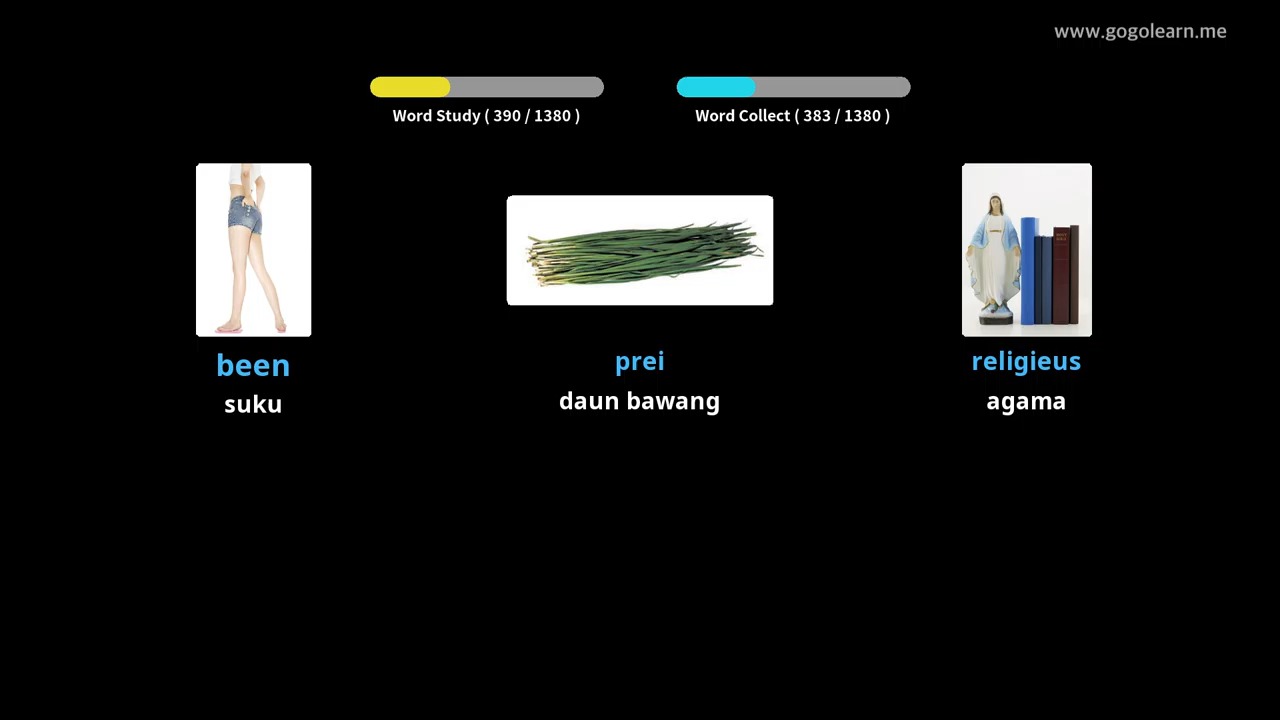 www.gogolearn.me
Word Study ( 390 / 1380 )
Word Collect ( 383 / 1380 )
been
suku
prei
daun bawang
religieus
agama